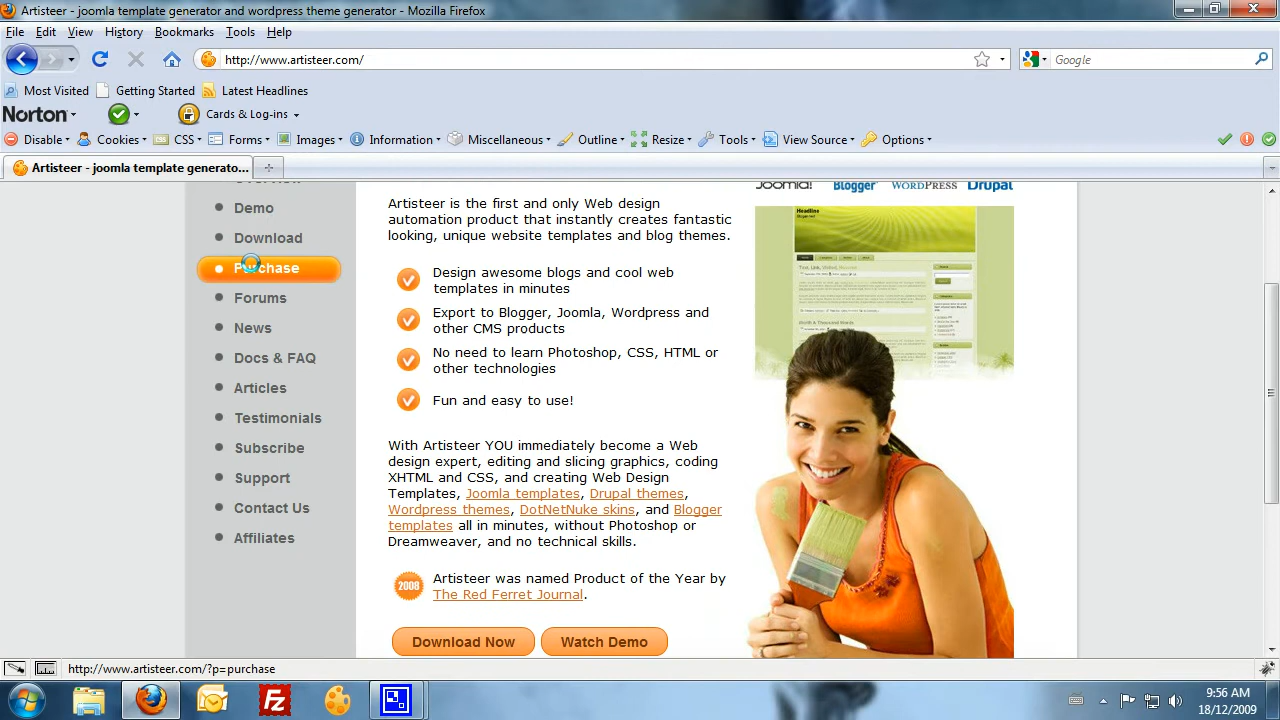 Artisteer - joomla template generator and wordpress theme generator - Mozilla Firefox
File Edit View History Bookmarks Tools Help
http://www.artisteer.com/
Google
Most Visited Getting Started Latest Headlines
Norton Cards & Log-ins
Disable Cookies CSS Forms Images Information Miscellaneous Outline Resize Tools View Source Options
Artisteer - joomla template generato...
Demo
Download
Purchase
Forums
News
Docs & FAQ
Articles
Testimonials
Subscribe
Support
Contact Us
Affiliates
Joomla! Blogger WORDPRESS Drupal
Headline
Artisteer is the first and only Web design
automation product that instantly creates fantastic
looking, unique website templates and blog themes.
Design awesome ... and cool web
templates in minutes
Export to Blogger, Joomla, Wordpress and
other CMS products
No need to learn Photoshop, CSS, HTML or
other technologies
Fun and easy to use!
With Artisteer YOU immediately become a Web
design expert, editing and slicing graphics, coding
XHTML and CSS, and creating Web Design
Templates, Joomla templates, Drupal themes,
Wordpress themes, DotNetNuke skins, and Blogger
templates all in minutes, without Photoshop or
Dreamweaver, and no technical skills.
2008
Artisteer was named Product of the Year by
The Red Ferret Journal.
Download Now Watch Demo
http://www.artisteer.com/?p=purchase
9:56 AM
18/12/2009